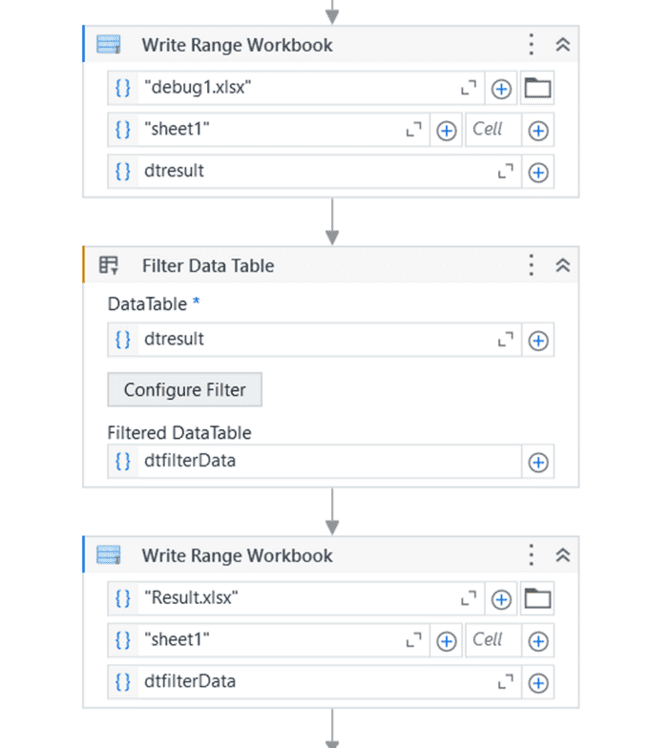 Write Range Workbook
{} "debug1.xlsx"
{} "sheet1" Cell
{} dtresult
Filter Data Table
DataTable *
{} dtresult
Configure Filter
Filtered DataTable
{} dtfilterData
Write Range Workbook
{} "Result.xlsx"
{} "sheet1" Cell
{} dtfilterData